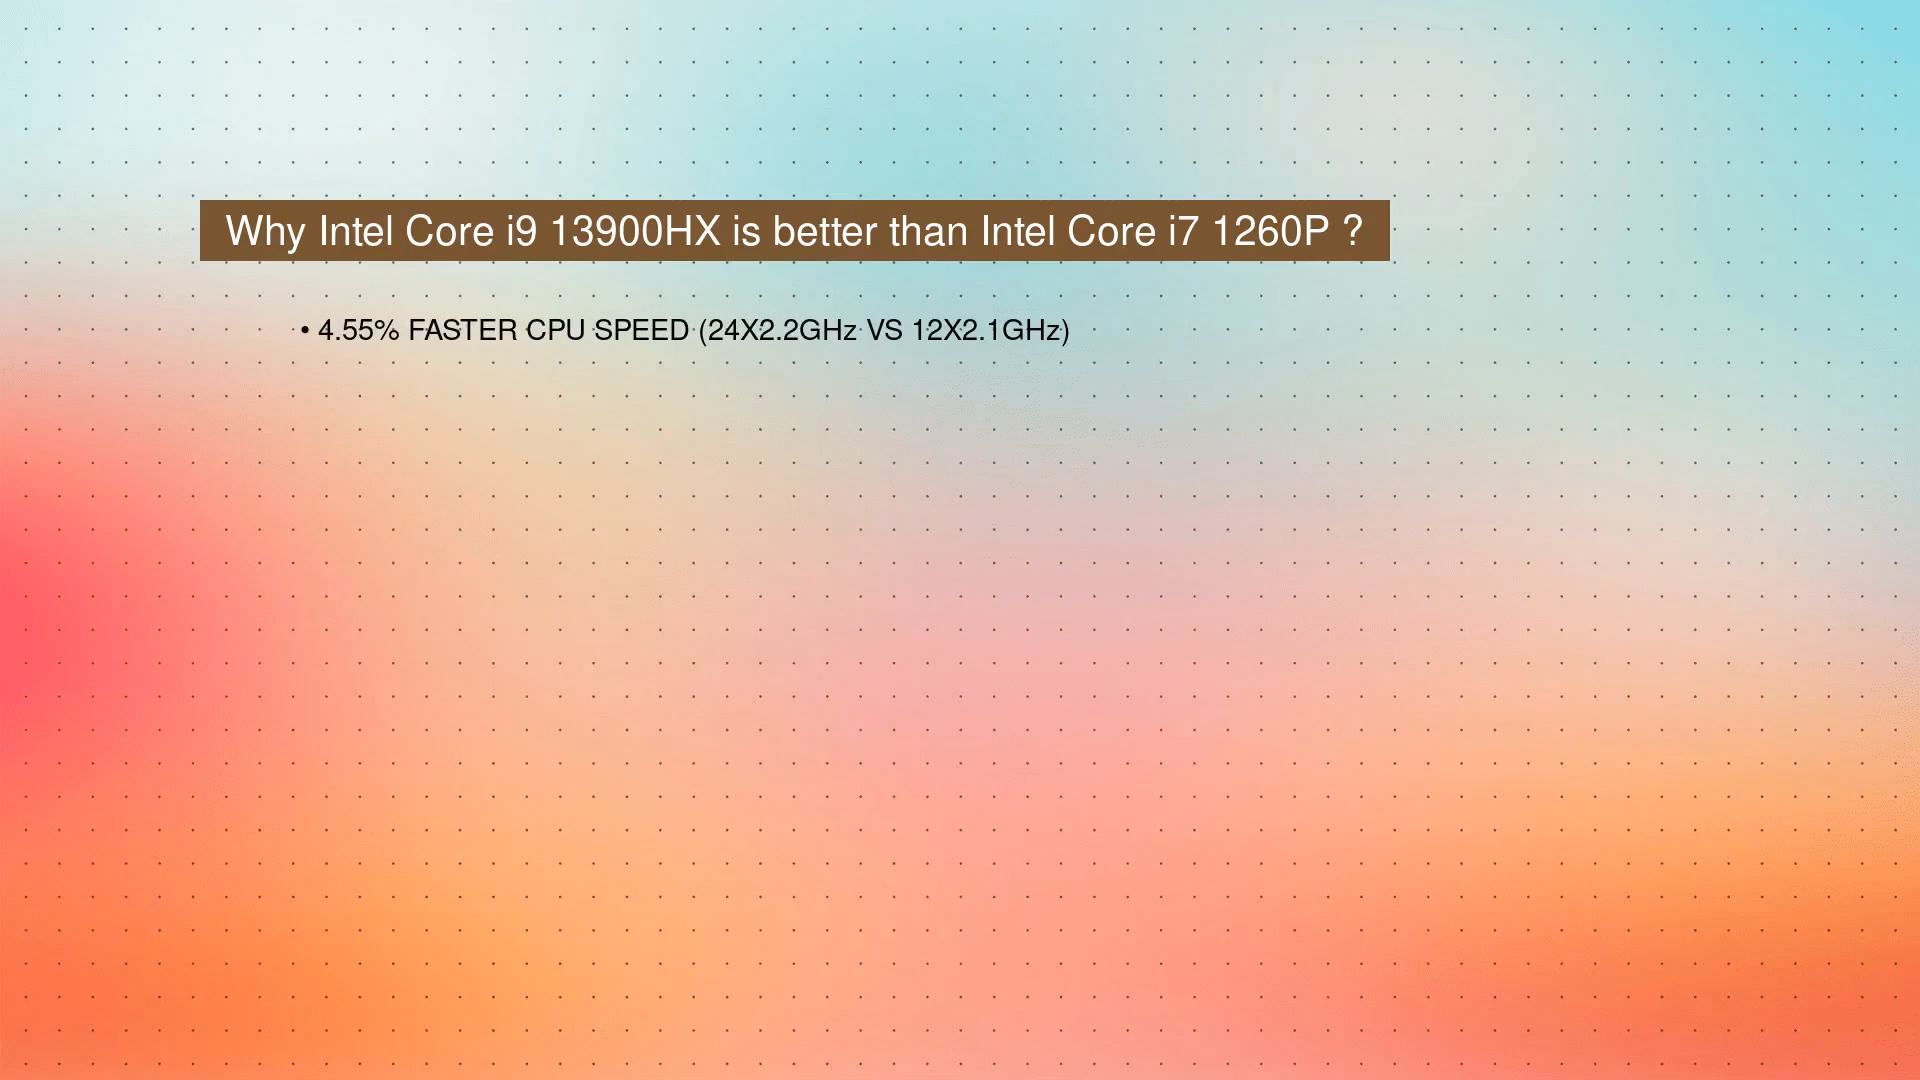 Why Intel Core i9 13900HX is better than Intel Core i7 1260P ?
• 4.55% FASTER CPU SPEED (24X2.2GHz VS 12X2.1GHz)